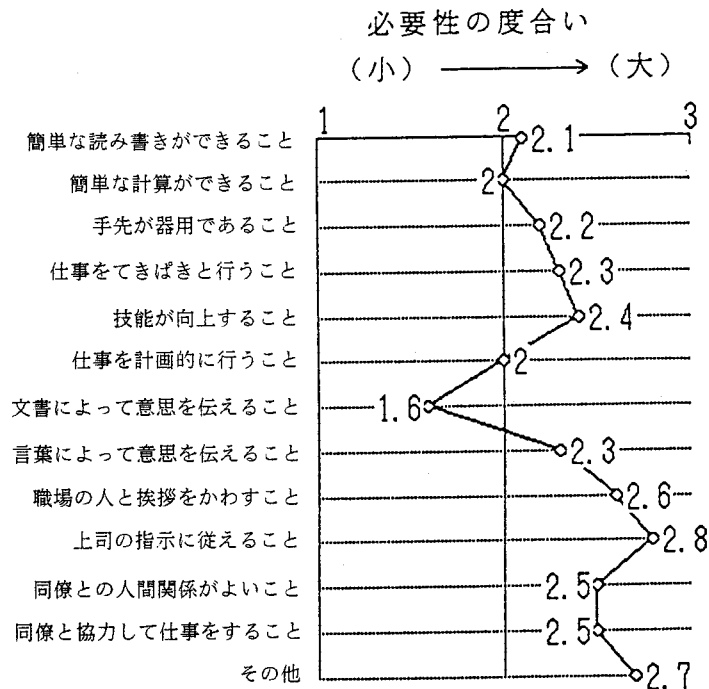 必要性の度合い
（小） （大）
1 2 3
簡単な読み書きができること 2.1
簡単な計算ができること 2
手先が器用であること 2.2
仕事をてきぱきと行うこと 2.3
技能が向上すること 2.4
仕事を計画的に行うこと 2
文書によって意思を伝えること 1.6
言葉によって意思を伝えること 2.3
職場の人と挨拶をかわすこと 2.6
上司の指示に従えること 2.8
同僚との人間関係がよいこと 2.5
同僚と協力して仕事をすること 2.5
その他 2.7